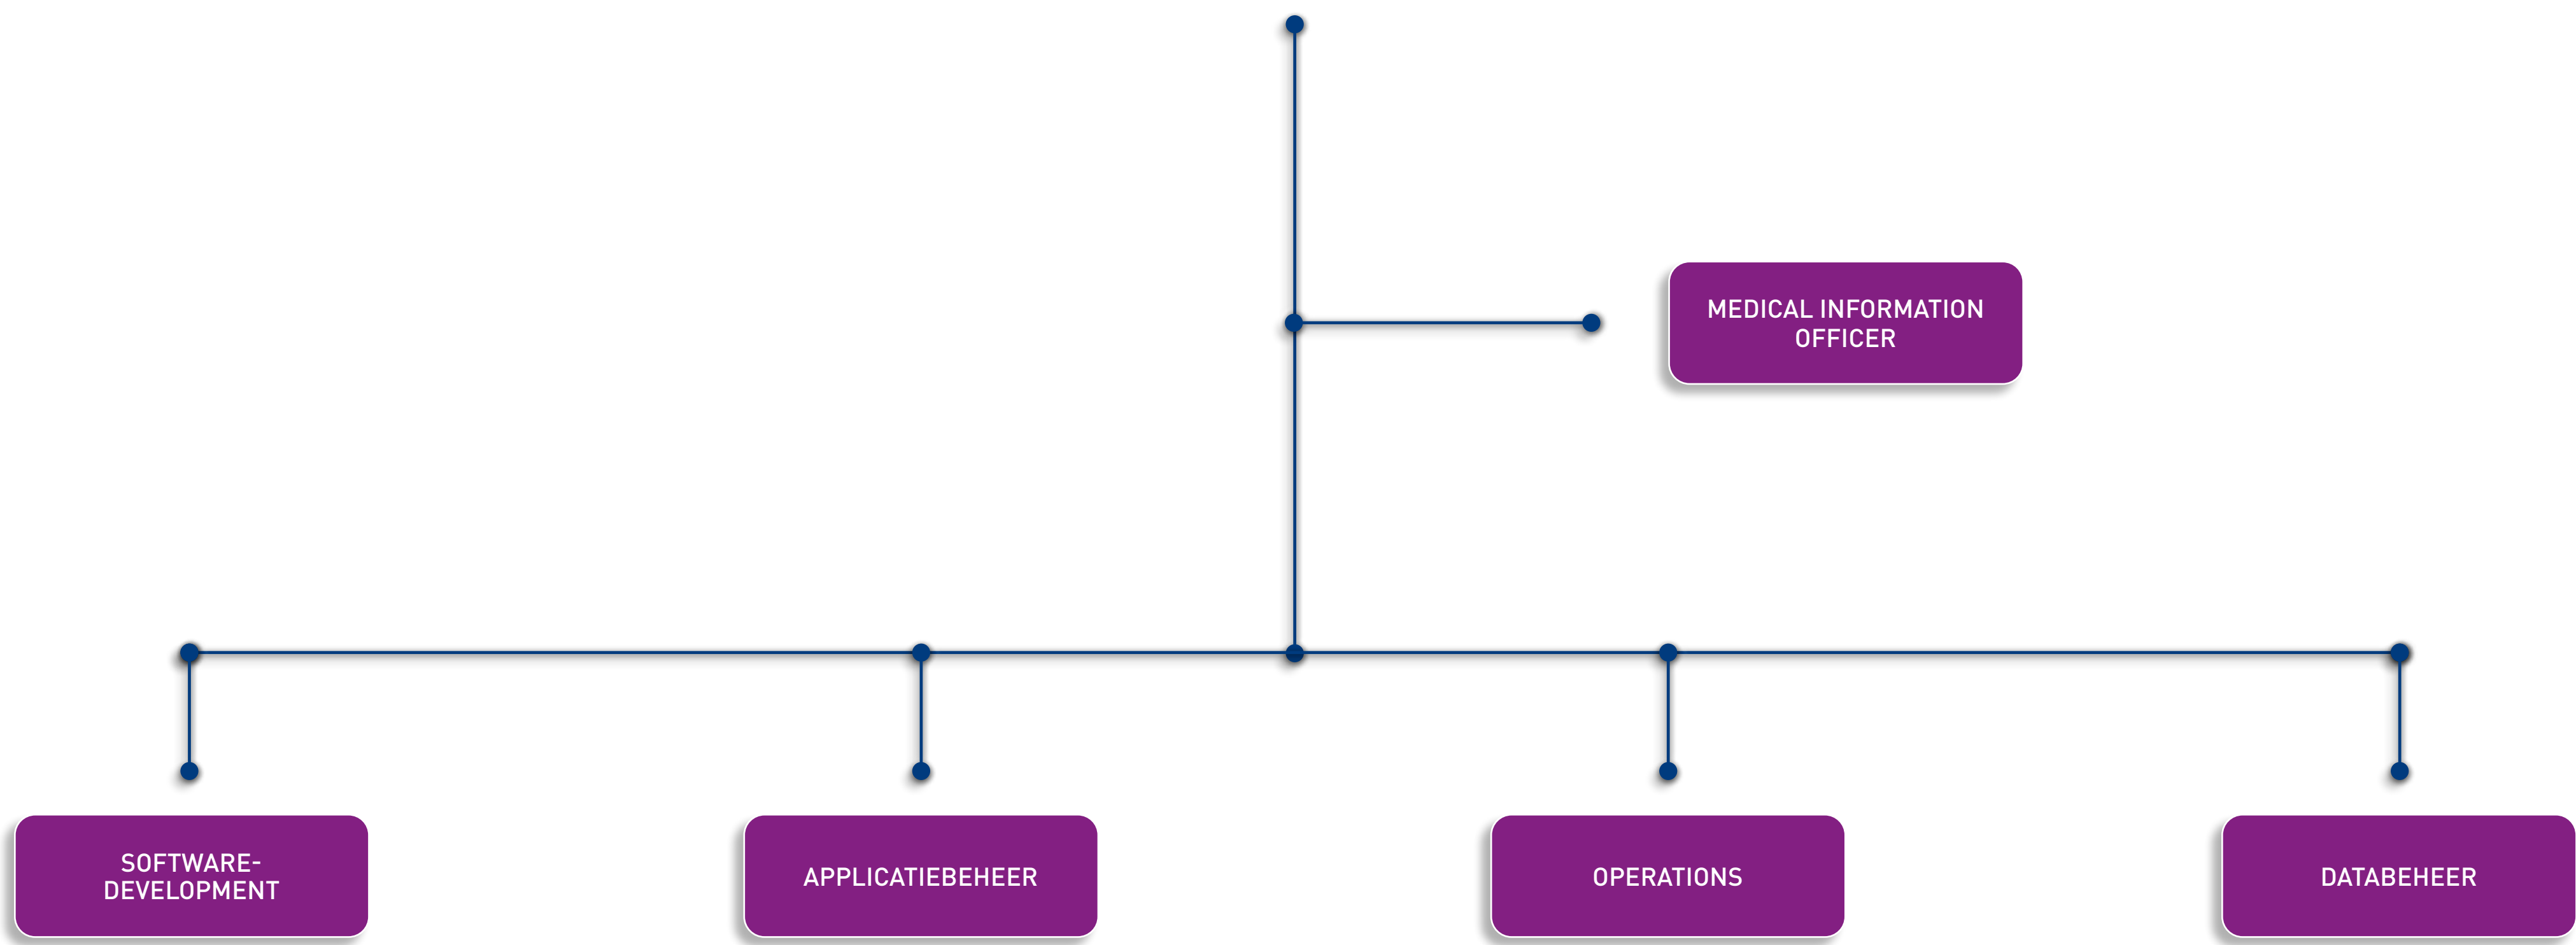 MEDICAL INFORMATION
OFFICER
SOFTWARE-
DEVELOPMENT
APPLICATIEBEHEER
OPERATIONS
DATABEHEER